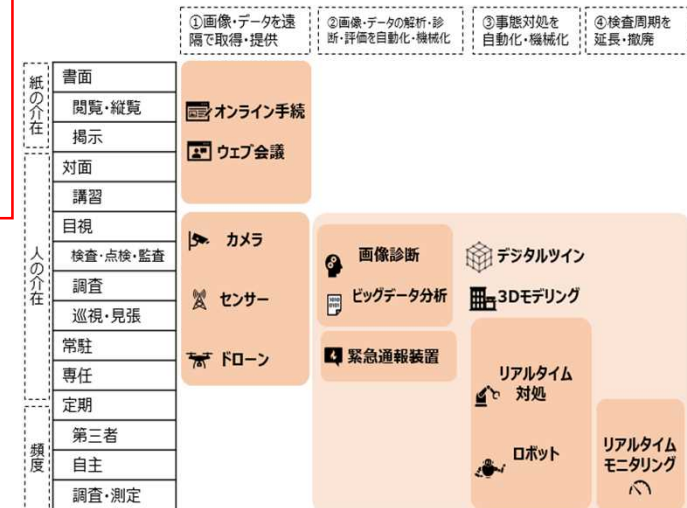 ①画像・データを遠
隔で取得・提供
②画像・データの解析・診
断・評価を自動化・機械化
③事態対処を
自動化・機械化
④検査周期を
延長・撤廃
紙の介在
書面
閲覧・縦覧
掲示
人の介在
対面
講習
目視
検査・点検・監査
調査
巡視・見張
常駐
専任
頻度
定期
第三者
自主
調査・測定
オンライン手続
ウェブ会議
カメラ
センサー
ドローン
画像診断
ビッグデータ分析
緊急通報装置
デジタルツイン
3Dモデリング
リアルタイム
対処
ロボット
リアルタイム
モニタリング